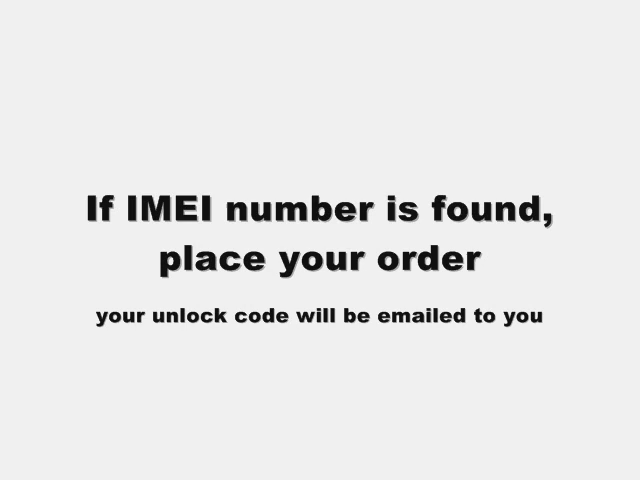 If IMEI number is found,
place your order
your unlock code will be emailed to you